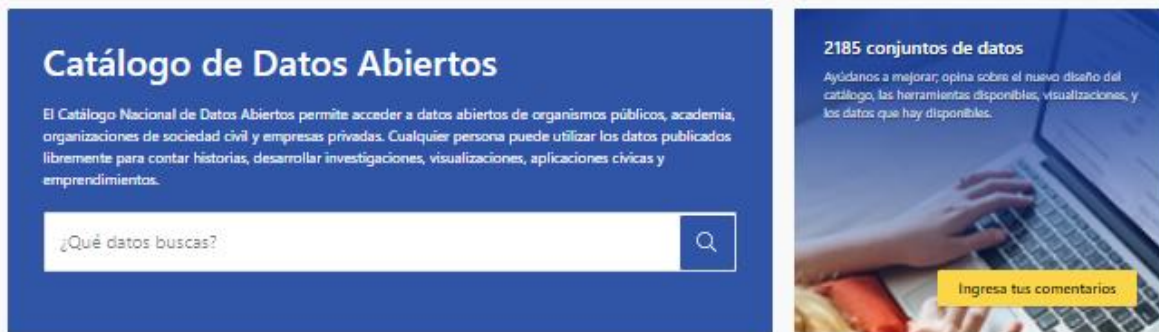 Catálogo de Datos Abiertos
El Catálogo Nacional de Datos Abiertos permite acceder a datos abiertos de organismos públicos, academia,
organizaciones de sociedad civil y empresas privadas. Cualquier persona puede utilizar los datos publicados
libremente para contar historias, desarrollar investigaciones, visualizaciones, aplicaciones cívicas y
emprendimientos.
¿Qué datos buscas?
2185 conjuntos de datos
Ayúdanos a mejorar; opina sobre el nuevo diseño del
catálogo, las herramientas disponibles, visualizaciones, y
los datos que hay disponibles.
Ingresa tus comentarios